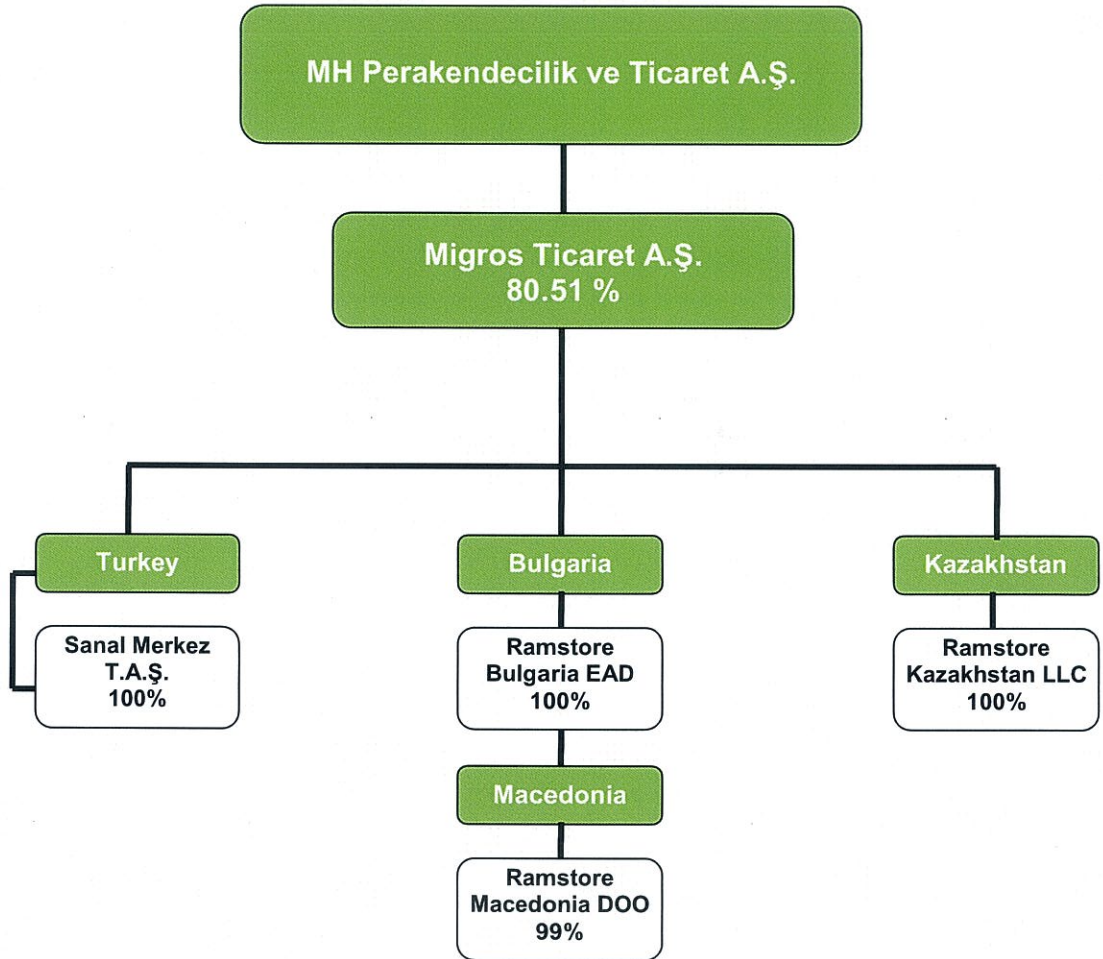 MH Perakendecilik ve Ticaret A.Ş.
Migros Ticaret A.Ş.
80.51 %
Turkey
Bulgaria
Kazakhstan
Sanal Merkez
T.A.Ş.
100%
Ramstore
Bulgaria EAD
100%
Ramstore
Kazakhstan LLC
100%
Macedonia
Ramstore
Macedonia DOO
99%